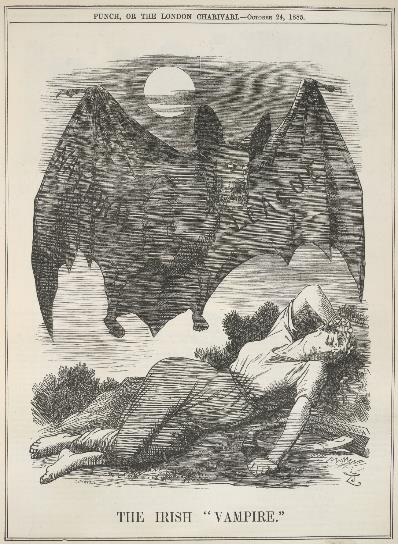 PUNCH, OR THE LONDON CHARIVARI.—OCTOBER 24, 1885.
THE IRISH "VAMPIRE."